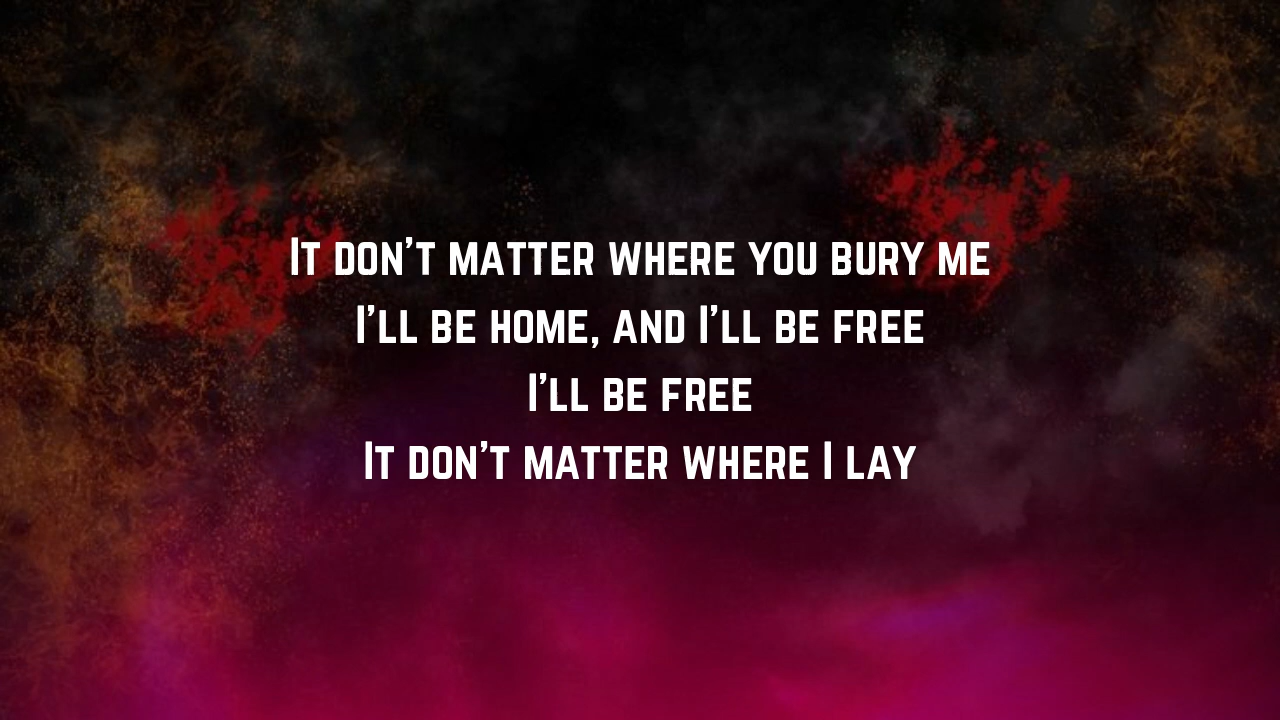 It don't matter where you bury me
I'll be home, and I'll be free
I'll be free
It don't matter where I lay